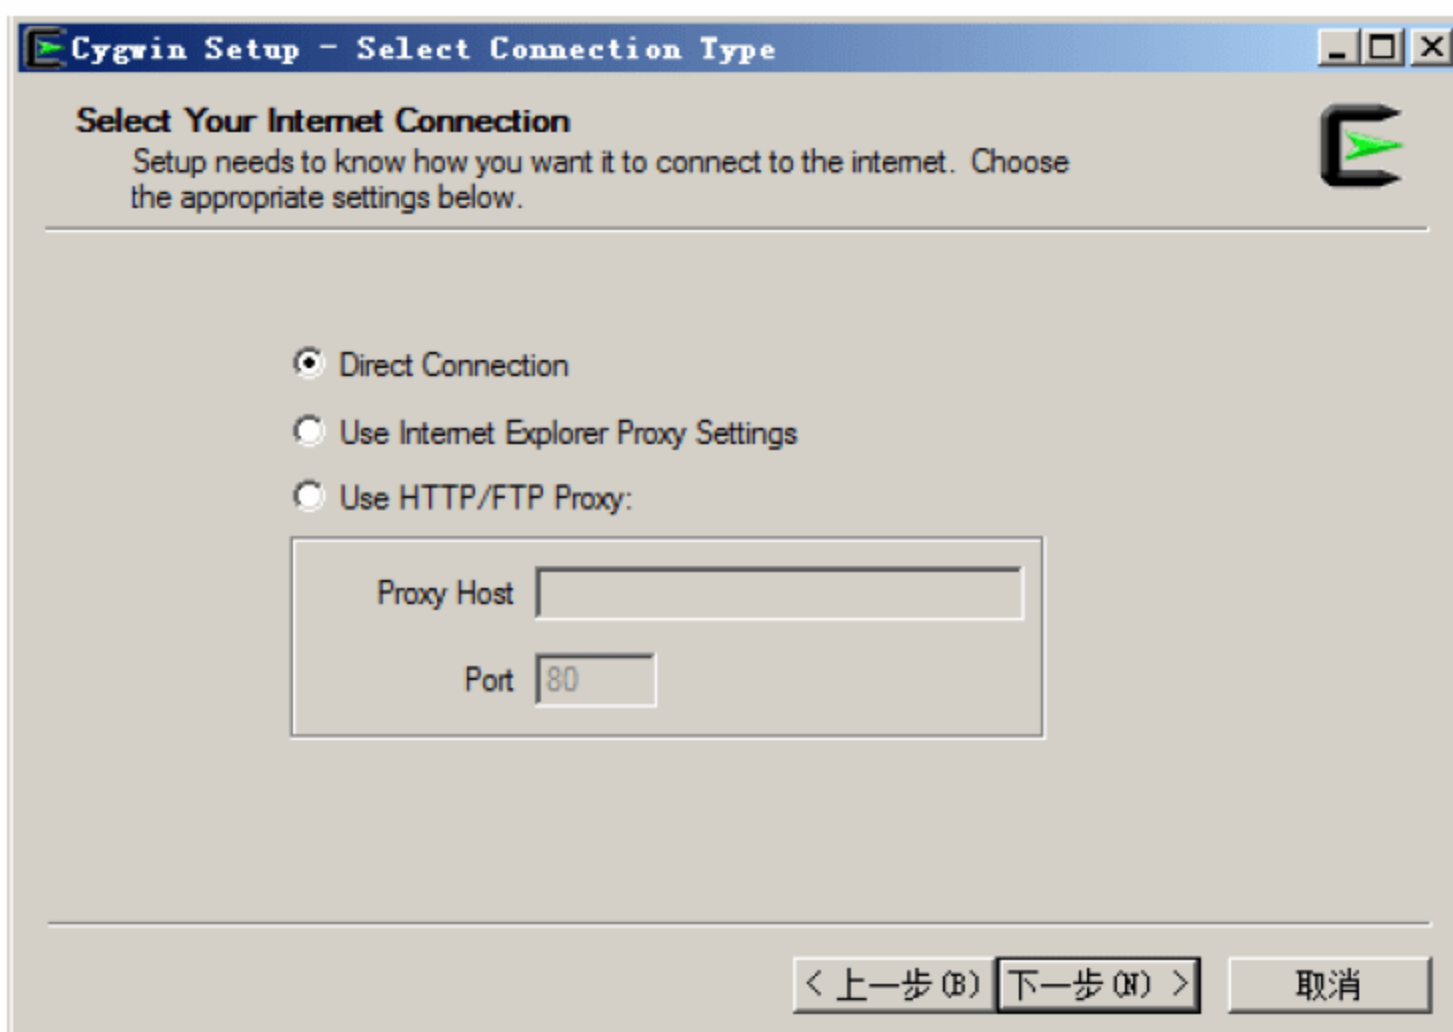 Cygwin Setup - Select Connection Type
Select Your Internet Connection
Setup needs to know how you want it to connect to the internet.  Choose
the appropriate settings below.
Direct Connection
Use Internet Explorer Proxy Settings
Use HTTP/FTP Proxy:
Proxy Host
Port 80
< 上一步(B) 下一步(N) > 取消